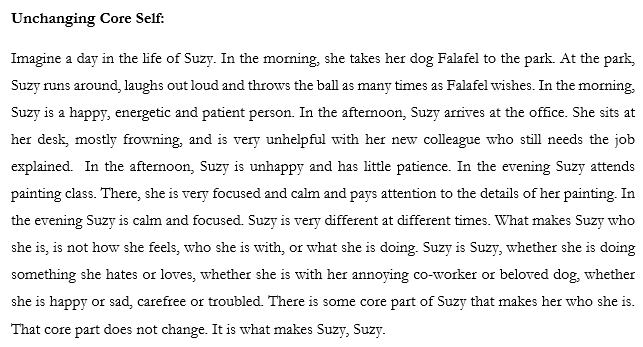 Unchanging Core Self:
Imagine a day in the life of Suzy. In the morning, she takes her dog Falafel to the park. At the park,
Suzy runs around, laughs out loud and throws the ball as many times as Falafel wishes. In the morning,
Suzy is a happy, energetic and patient person. In the afternoon, Suzy arrives at the office. She sits at
her desk, mostly frowning, and is very unhelpful with her new colleague who still needs the job
explained.  In the afternoon, Suzy is unhappy and has little patience. In the evening Suzy attends
painting class. There, she is very focused and calm and pays attention to the details of her painting. In
the evening Suzy is calm and focused. Suzy is very different at different times. What makes Suzy who
she is, is not how she feels, who she is with, or what she is doing. Suzy is Suzy, whether she is doing
something she hates or loves, whether she is with her annoying co-worker or beloved dog, whether
she is happy or sad, carefree or troubled. There is some core part of Suzy that makes her who she is.
That core part does not change. It is what makes Suzy, Suzy.